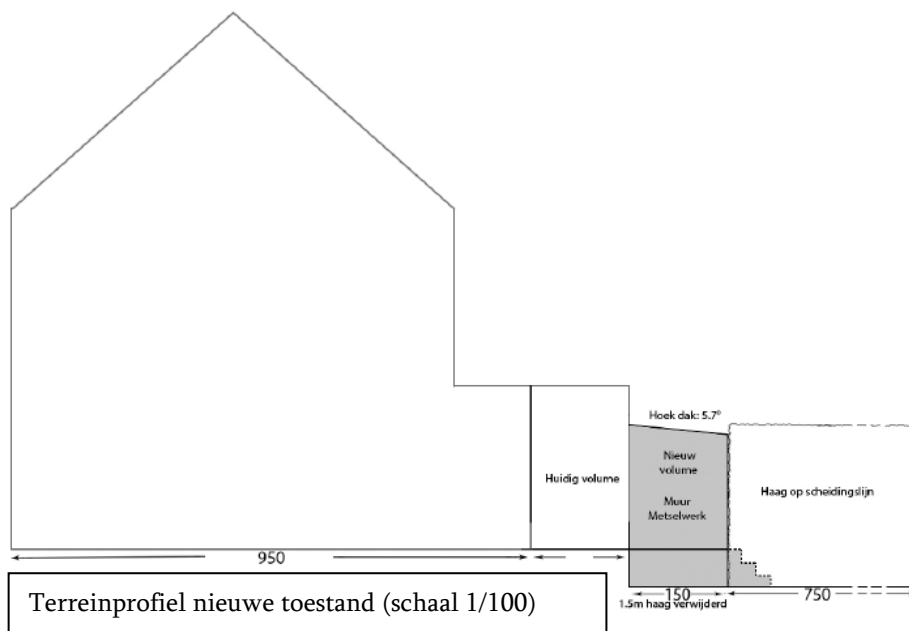 Hoek dak: 5.7°
Nieuw
volume
Huidig volume
Haag op scheidingslijn
Muur
Metselwerk
950
150
750
1.5m haag verwijderd
Terreinprofiel nieuwe toestand (schaal 1/100)